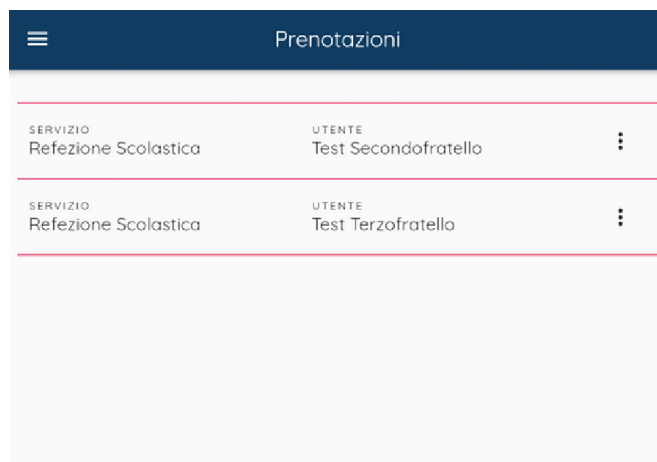 Prenotazioni
SERVIZIO UTENTE
Refezione Scolastica Test Secondofratello
SERVIZIO UTENTE
Refezione Scolastica Test Terzofratello